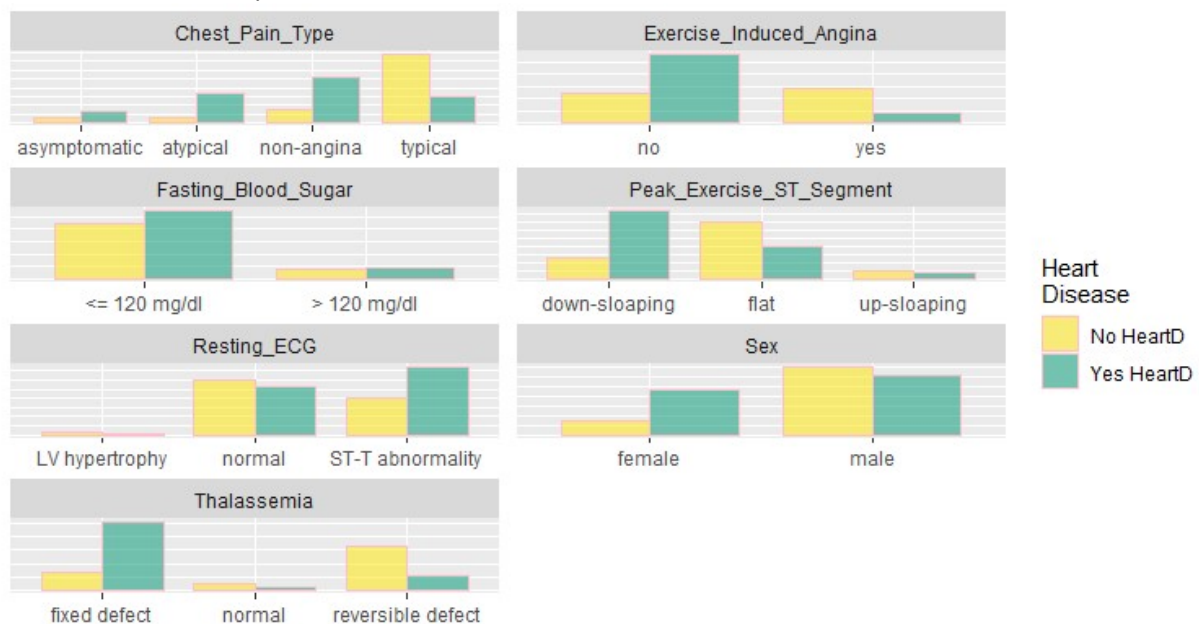 Chest_Pain_Type
Exercise_Induced_Angina
asymptomatic atypical non-angina typical
no yes
Fasting_Blood_Sugar
Peak_Exercise_ST_Segment
<= 120 mg/dl > 120 mg/dl
down-sloaping flat up-sloaping
Resting_ECG
Sex
LV hypertrophy normal ST-T abnormality
female male
Thalassemia
fixed defect normal reversible defect
Heart
Disease
No HeartD
Yes HeartD